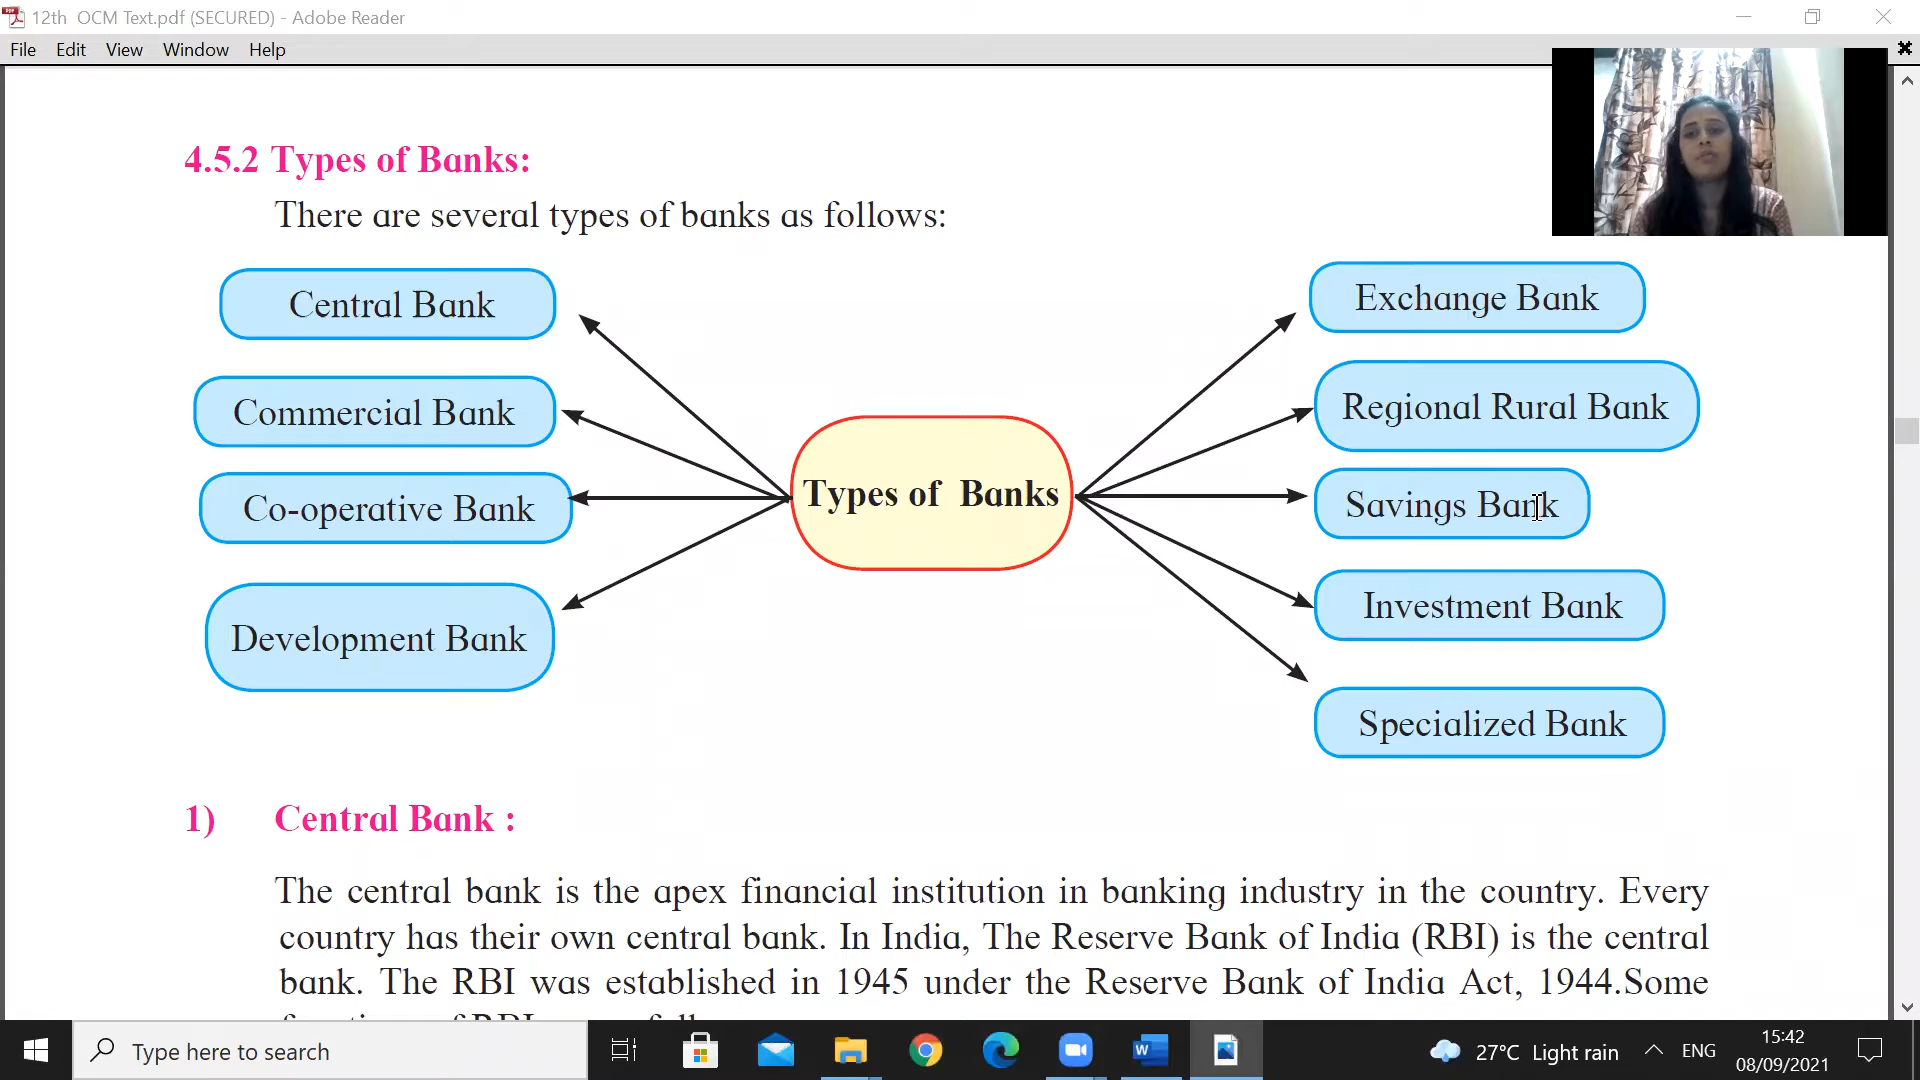 12th OCM Text.pdf (SECURED) - Adobe Reader
File Edit View Window Help
4.5.2 Types of Banks:
There are several types of banks as follows:
Central Bank
Commercial Bank
Co-operative Bank
Development Bank
Types of Banks
Exchange Bank
Regional Rural Bank
Savings Bank
Investment Bank
Specialized Bank
1) Central Bank :
The central bank is the apex financial institution in banking industry in the country. Every
country has their own central bank. In India, The Reserve Bank of India (RBI) is the central
bank. The RBI was established in 1945 under the Reserve Bank of India Act, 1944.Some
Type here to search
27°C Light rain
ENG
15:42
08/09/2021